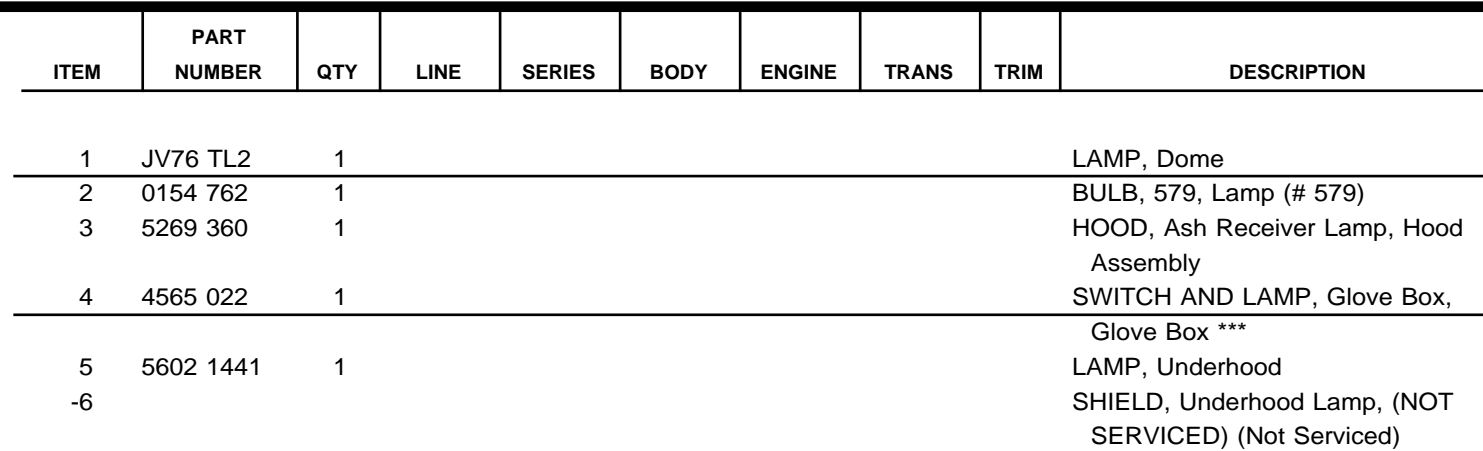 PART
ITEM NUMBER QTY LINE SERIES BODY ENGINE TRANS TRIM DESCRIPTION
1 JV76 TL2 1 LAMP, Dome
2 0154 762 1 BULB, 579, Lamp (# 579)
3 5269 360 1 HOOD, Ash Receiver Lamp, Hood
Assembly
4 4565 022 1 SWITCH AND LAMP, Glove Box,
Glove Box ***
5 5602 1441 1 LAMP, Underhood
-6 SHIELD, Underhood Lamp, (NOT
SERVICED) (Not Serviced)